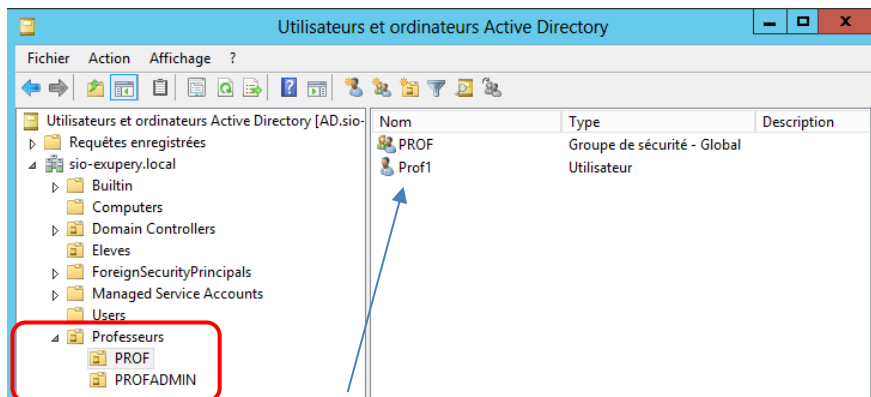 Utilisateurs et ordinateurs Active Directory
Fichier Action Affichage ?
Utilisateurs et ordinateurs Active Directory [AD.sio-
Requêtes enregistrées
sio-exupery.local
Builtin
Computers
Domain Controllers
Eleves
ForeignSecurityPrincipals
Managed Service Accounts
Users
Professeurs
PROF
PROFADMIN
Nom Type Description
PROF Groupe de sécurité - Global
Prof1 Utilisateur